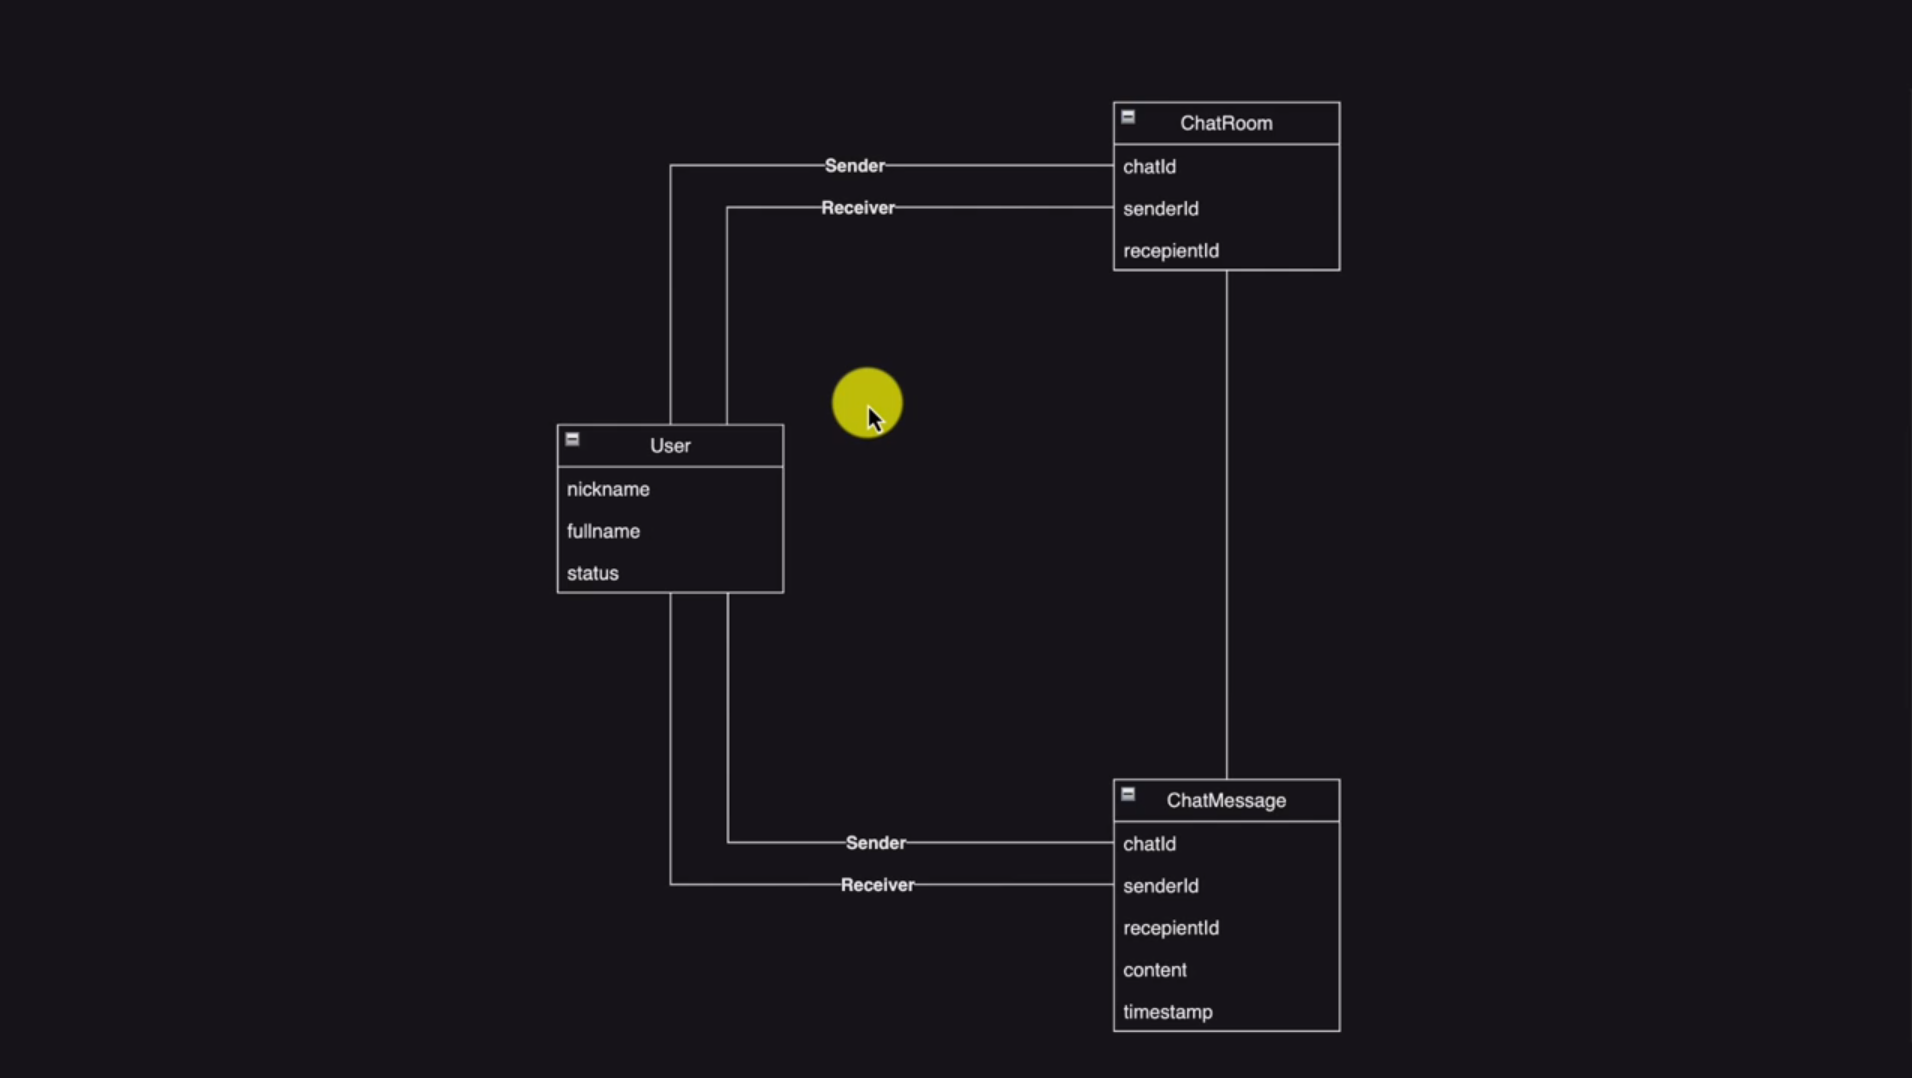 ChatRoom
chatId
senderId
recepientId
Sender
Receiver
User
nickname
fullname
status
Sender
Receiver
ChatMessage
chatId
senderId
recepientId
content
timestamp